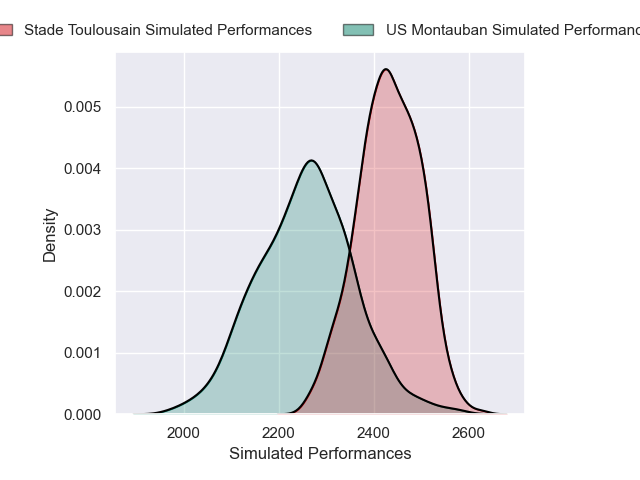 Stade Toulousain Simulated Performances
US Montauban Simulated
0.005
0.004
0.003
0.002
0.001
0.000
Density
2000 2200 2400 2600
Simulated Performances